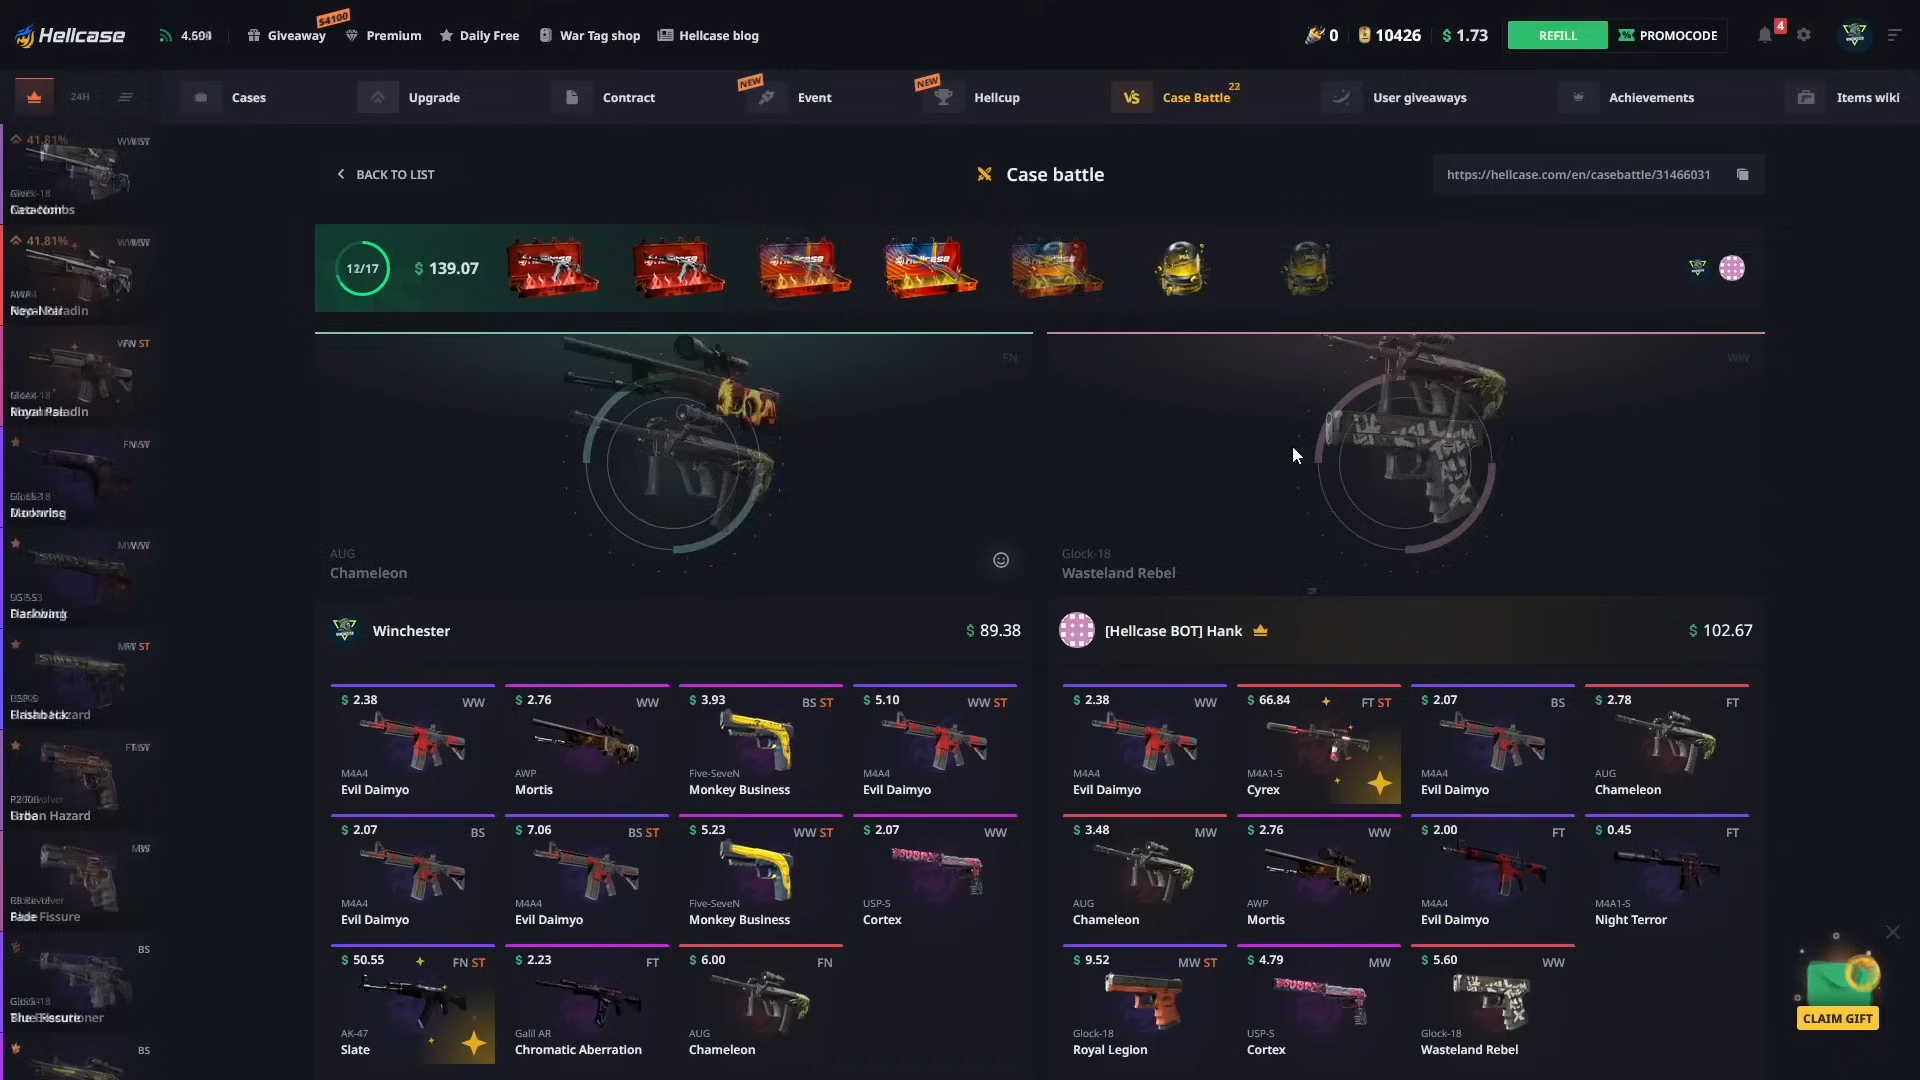 Hellcase
Giveaway
$4100
Premium
Daily Free
War Tag shop
Hellcase blog
0
10426
$ 1.73
REFILL
PROMOCODE
4
24H
Cases
Upgrade
Contract
NEW
Event
NEW
Hellcup
VS
Case Battle
22
User giveaways
Achievements
Items wiki
BACK TO LIST
Case battle
https://hellcase.com/en/casebattle/31466031
12/17
$ 139.07
41.81%
41.81%
FN
AUG
Chameleon
WW
Glock-18
Wasteland Rebel
Winchester
$ 89.38
[Hellcase BOT] Hank
$ 102.67
$ 2.38 WW
M4A4
Evil Daimyo
$ 2.76 WW
AWP
Mortis
$ 3.93 BS ST
Five-SeveN
Monkey Business
$ 5.10 WW ST
M4A4
Evil Daimyo
$ 2.07 BS
M4A4
Evil Daimyo
$ 7.06 BS ST
M4A4
Evil Daimyo
$ 5.23 WW ST
Five-SeveN
Monkey Business
$ 2.07 WW
USP-S
Cortex
$ 50.55 FN ST
AK-47
Slate
$ 2.23 FT
Galil AR
Chromatic Aberration
$ 6.00 FN
AUG
Chameleon
$ 2.38 WW
M4A4
Evil Daimyo
$ 66.84 FT ST
M4A1-S
Cyrex
$ 2.07 BS
M4A4
Evil Daimyo
$ 2.78 FT
AUG
Chameleon
$ 3.48 MW
AUG
Chameleon
$ 2.76 WW
AWP
Mortis
$ 2.00 FT
M4A4
Evil Daimyo
$ 0.45 FT
M4A1-S
Night Terror
$ 9.52 MW ST
Glock-18
Royal Legion
$ 4.79 MW
USP-S
Cortex
$ 5.60 WW
Glock-18
Wasteland Rebel
BS
BS
CLAIM GIFT